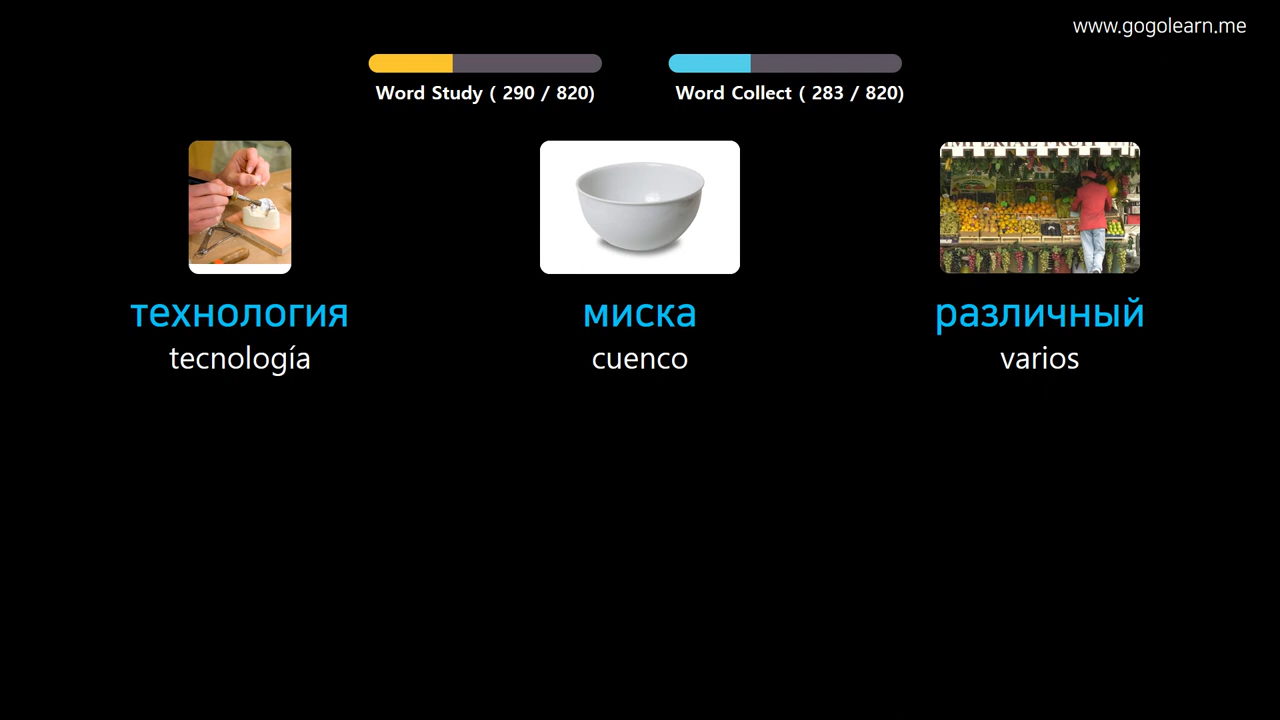 www.gogolearn.me
Word Study ( 290 / 820)
Word Collect ( 283 / 820)
технология
миска
различный
tecnología
cuenco
varios